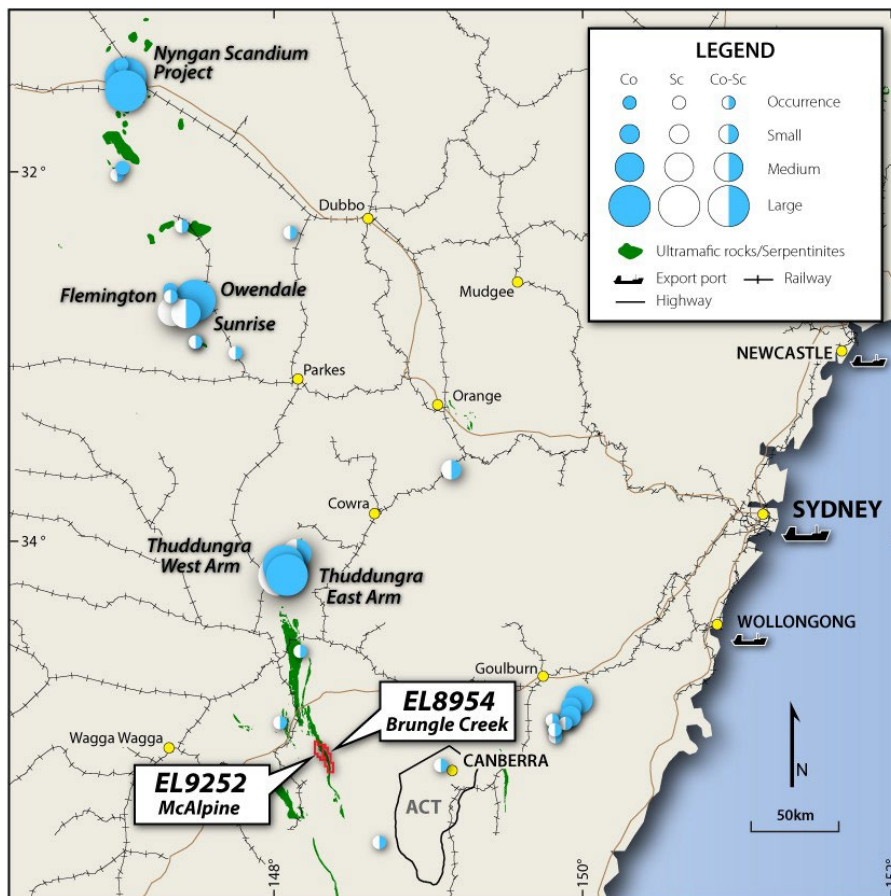 Nyngan Scandium
Project
LEGEND
Co
Sc
Co-Sc
Occurrence
Small
Medium
Large
Ultramafic rocks/Serpentinites
Export port
Railway
Highway
32°
Dubbo
Mudgee
Flemington
Owendale
Sunrise
NEWCASTLE
Parkes
Orange
Cowra
SYDNEY
34°
Thuddungra
West Arm
Thuddungra
East Arm
WOLLONGONG
Goulburn
EL8954
Brungle Creek
Wagga Wagga
EL9252
McAlpine
CANBERRA
ACT
N
50km
148°
150°
152°